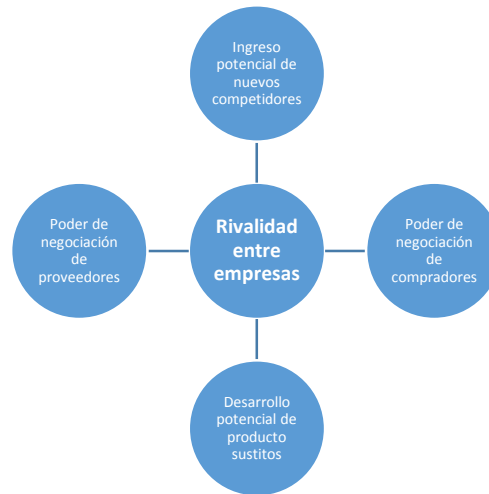 Ingreso
potencial de
nuevos
competidores
Poder de
negociación
de
proveedores
Rivalidad
entre
empresas
Poder de
negociación
de
compradores
Desarrollo
potencial de
producto
sustitos